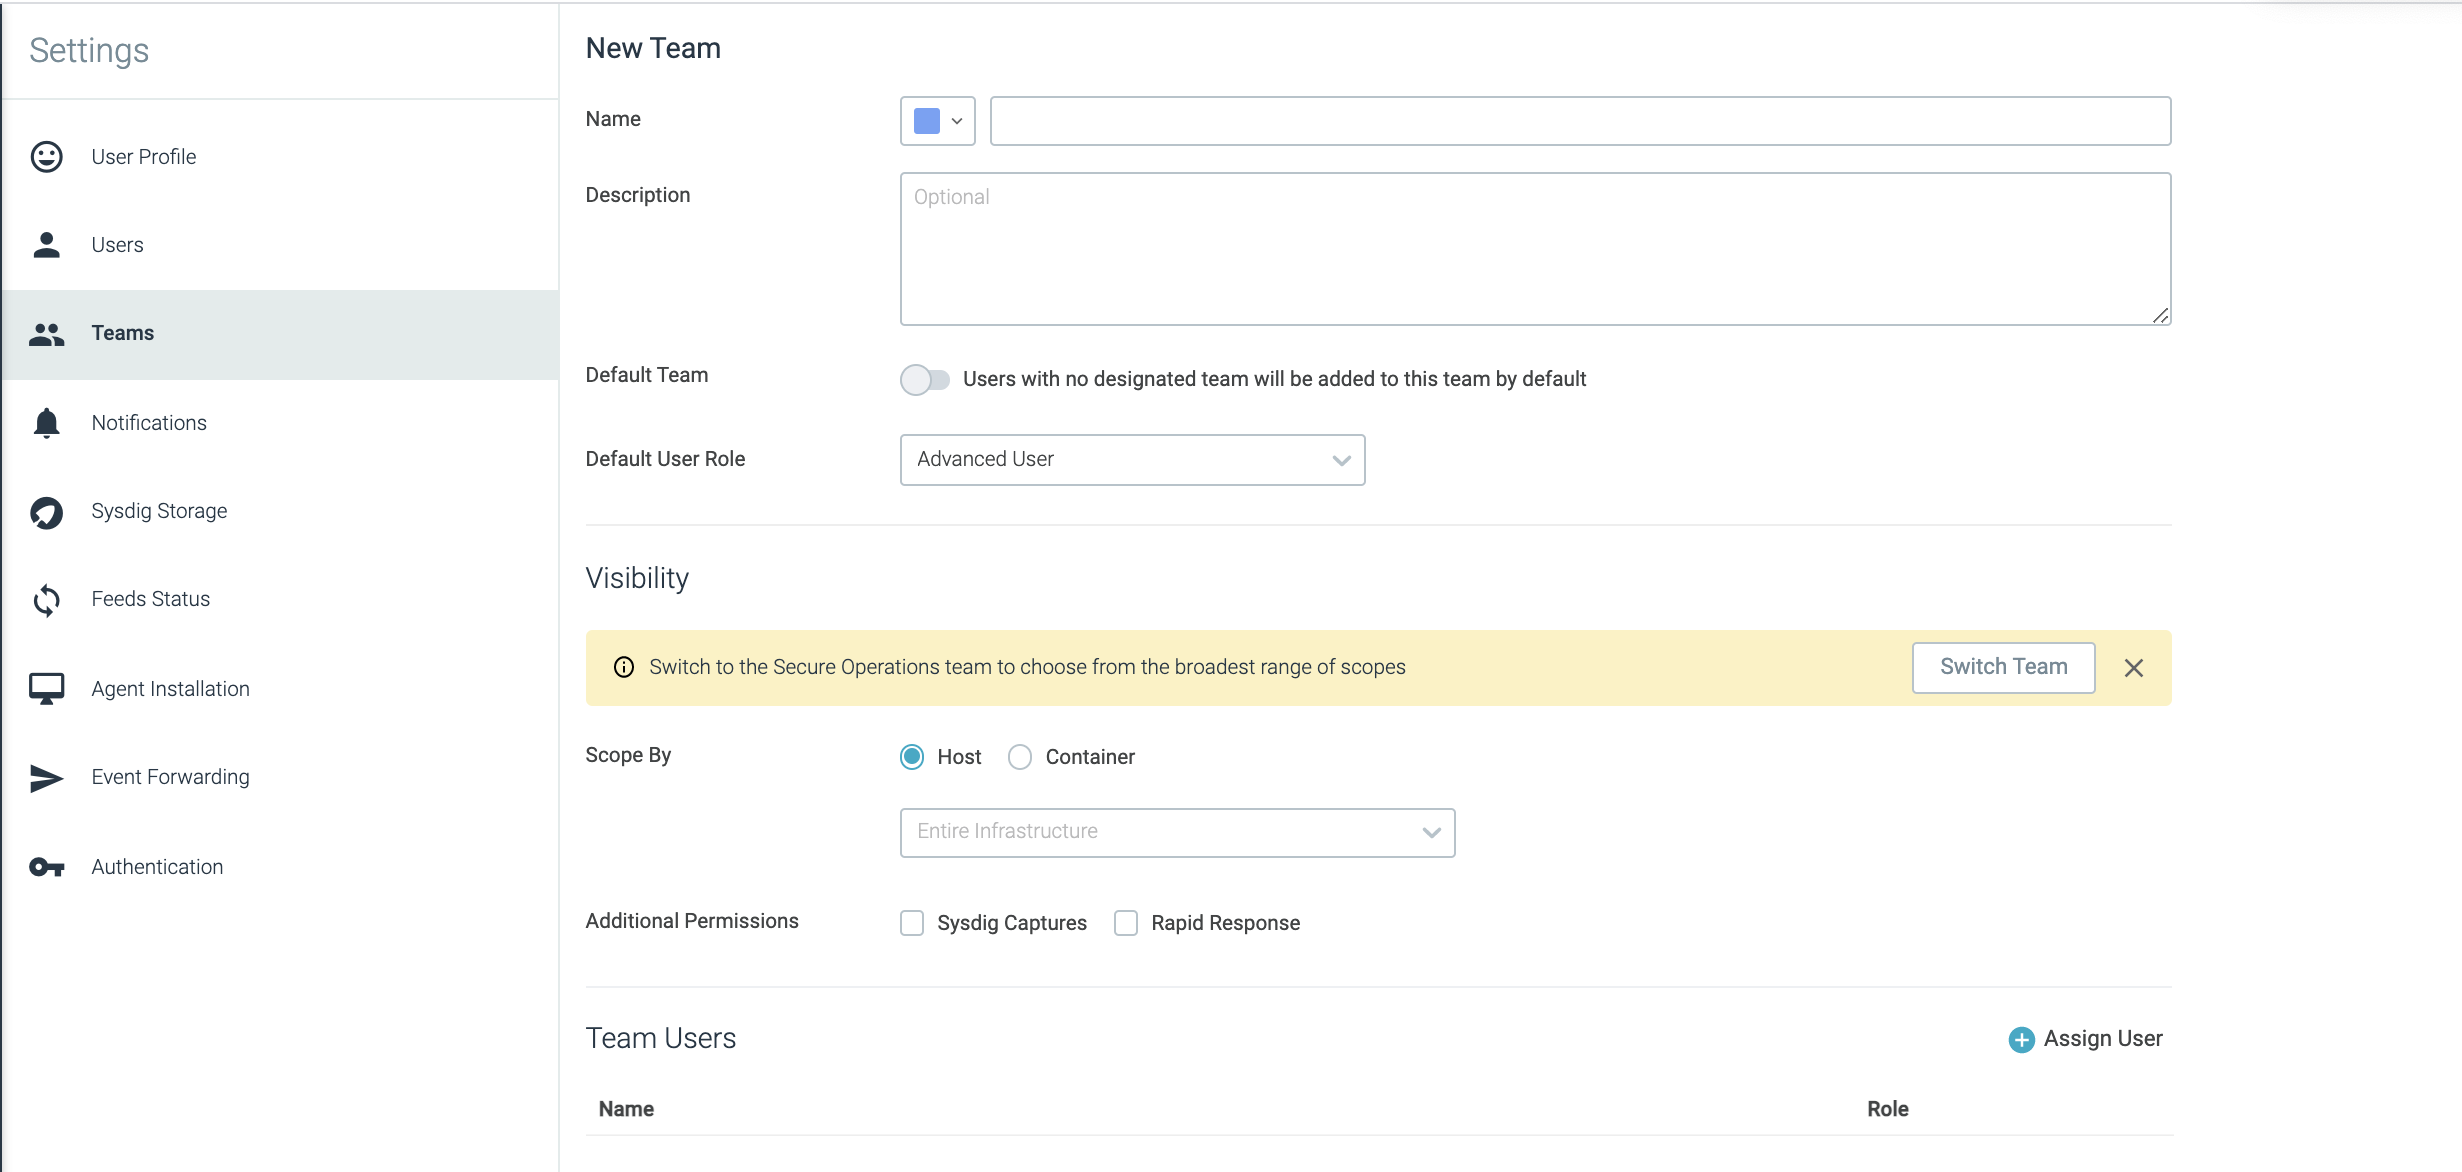 Settings
User Profile
Users
Teams
Notifications
Sysdig Storage
Feeds Status
Agent Installation
Event Forwarding
Authentication
New Team
Name
Description
Optional
Default Team
Users with no designated team will be added to this team by default
Default User Role
Advanced User
Visibility
Switch to the Secure Operations team to choose from the broadest range of scopes
Switch Team
Scope By
Host
Container
Entire Infrastructure
Additional Permissions
Sysdig Captures
Rapid Response
Team Users
Assign User
Name
Role